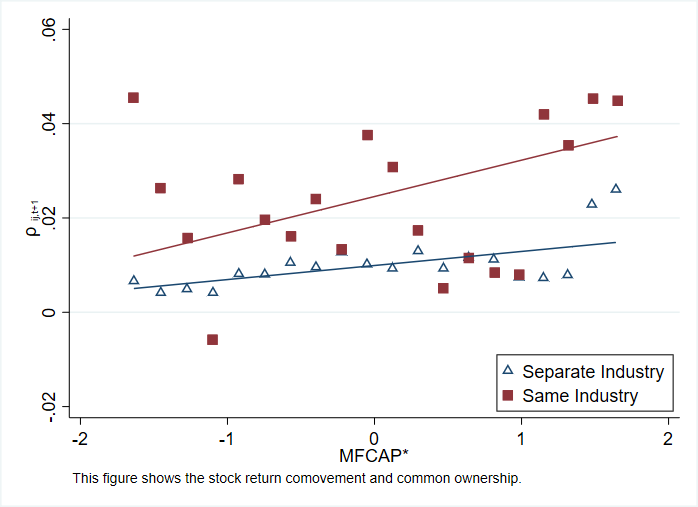 .06
.04
.02
0
-.02
ρ ij,t+1
-2 -1 0 1 2
MFCAP*
Separate Industry
Same Industry
This figure shows the stock return comovement and common ownership.